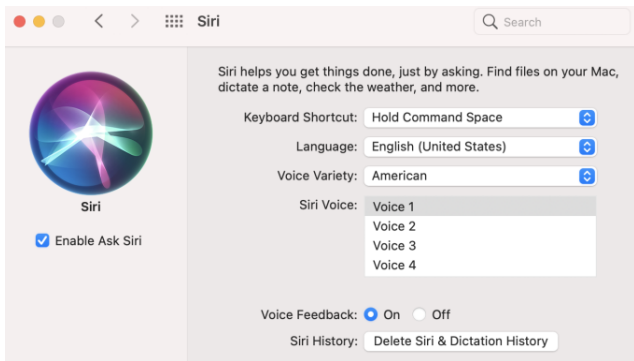 Siri
Search
Siri helps you get things done, just by asking. Find files on your Mac,
dictate a note, check the weather, and more.
Keyboard Shortcut: Hold Command Space
Language: English (United States)
Voice Variety: American
Siri
Siri Voice: Voice 1
Voice 2
Voice 3
Voice 4
Enable Ask Siri
Voice Feedback: On Off
Siri History: Delete Siri & Dictation History